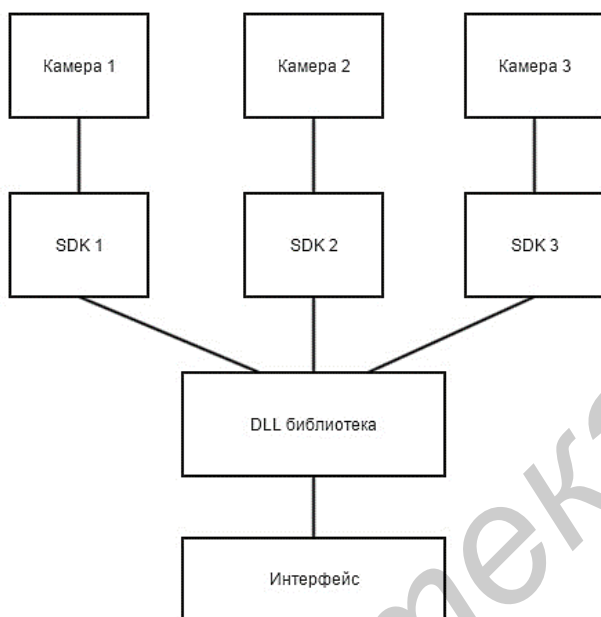 Камера 1
Камера 2
Камера 3
SDK 1
SDK 2
SDK 3
DLL библиотека
Интерфейс